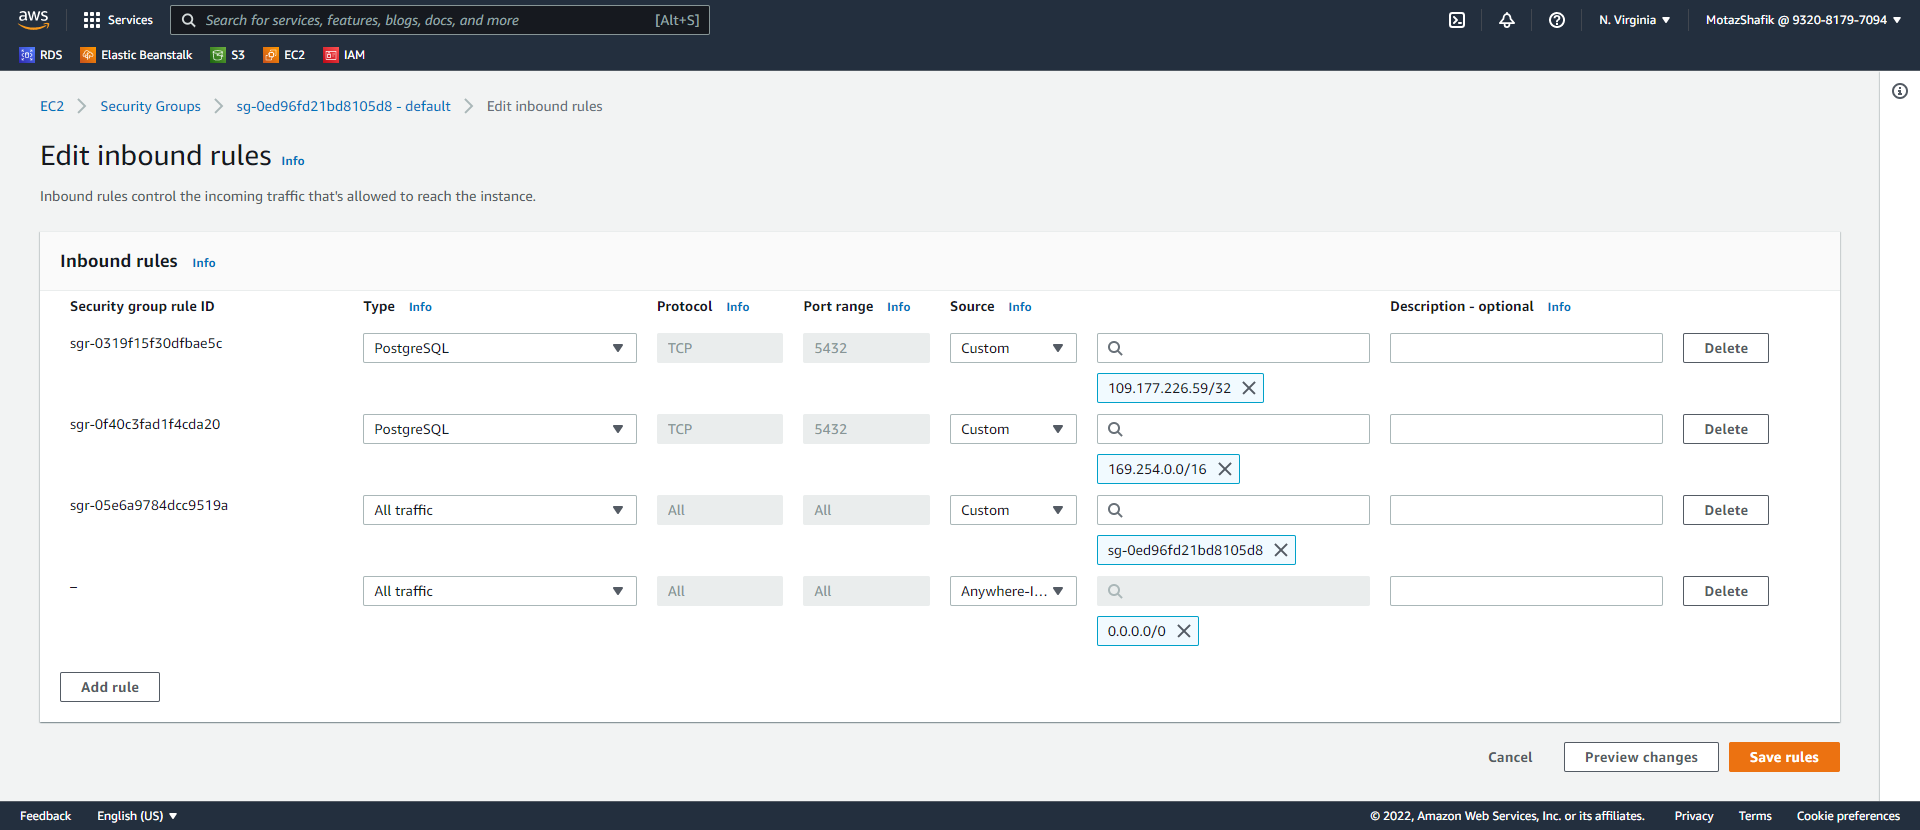 aws Services Search for services, features, blogs, docs, and more [Alt+S] N. Virginia MotazShafik @ 9320-8179-7094
RDS Elastic Beanstalk S3 EC2 IAM
EC2 Security Groups sg-0ed96fd21bd8105d8 - default Edit inbound rules
Edit inbound rules Info
Inbound rules control the incoming traffic that's allowed to reach the instance.
Inbound rules Info
Security group rule ID Type Info Protocol Info Port range Info Source Info Description - optional Info
sgr-0319f15f30dfbae5c PostgreSQL TCP 5432 Custom Delete
109.177.226.59/32
sgr-0f40c3fad1f4cda20 PostgreSQL TCP 5432 Custom Delete
169.254.0.0/16
sgr-05e6a9784dcc9519a All traffic All All Custom Delete
sg-0ed96fd21bd8105d8
– All traffic All All Anywhere-I... Delete
0.0.0.0/0
Add rule
Cancel Preview changes Save rules
Feedback English (US) © 2022, Amazon Web Services, Inc. or its affiliates. Privacy Terms Cookie preferences